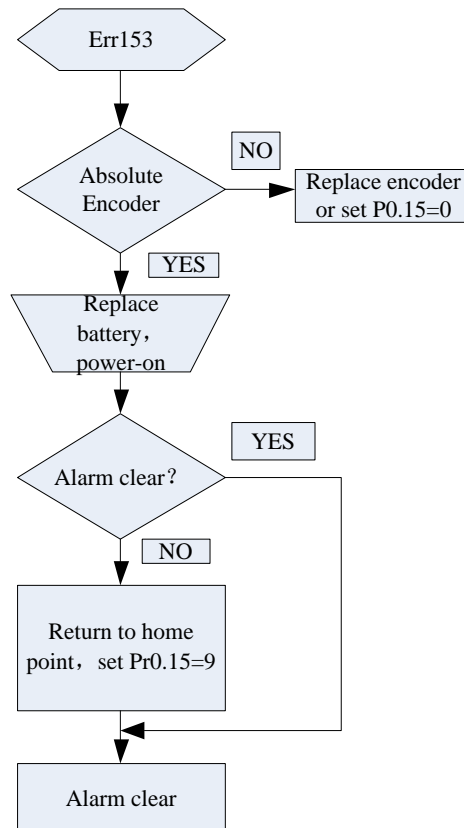 Err153
NO
Absolute
Encoder
Replace encoder
or set P0.15=0
YES
Replace
battery，
power-on
YES
Alarm clear？
NO
Return to home
point，set Pr0.15=9
Alarm clear